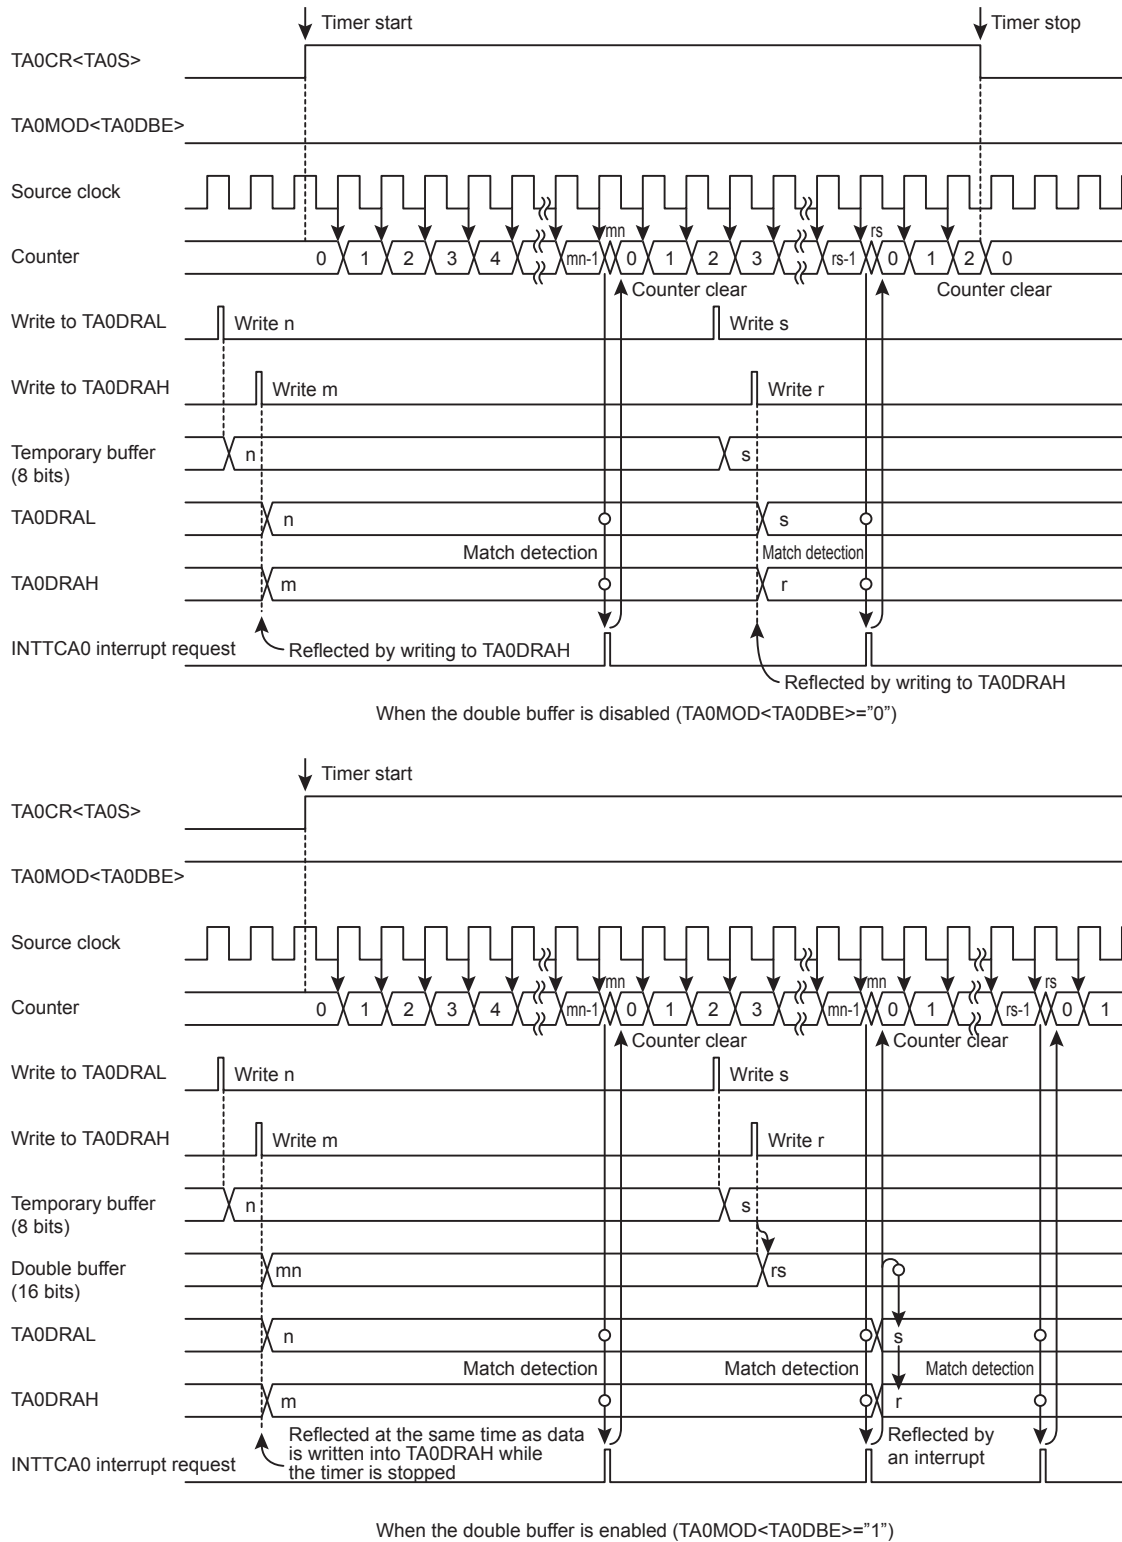 Timer start
Timer stop
TA0CR<TA0S>
TA0MOD<TA0DBE>
Source clock
mn
rs
Counter
0 1 2 3 4 mn-1 0 1 2 3 rs-1 0 1 2 0
Counter clear
Counter clear
Write to TA0DRAL
Write n
Write s
Write to TA0DRAH
Write m
Write r
Temporary buffer
(8 bits)
n
s
TA0DRAL
n
s
Match detection
Match detection
TA0DRAH
m
r
INTTCA0 interrupt request
Reflected by writing to TA0DRAH
Reflected by writing to TA0DRAH
When the double buffer is disabled (TA0MOD<TA0DBE>=”0”)
Timer start
TA0CR<TA0S>
TA0MOD<TA0DBE>
Source clock
mn
mn
rs
Counter
0 1 2 3 4 mn-1 0 1 2 3 mn-1 0 1 rs-1 0 1
Counter clear
Counter clear
Write to TA0DRAL
Write n
Write s
Write to TA0DRAH
Write m
Write r
Temporary buffer
(8 bits)
n
s
Double buffer
(16 bits)
mn
rs
TA0DRAL
n
s
Match detection
Match detection
Match detection
TA0DRAH
m
r
Reflected at the same time as data
is written into TA0DRAH while
the timer is stopped
Reflected by
an interrupt
INTTCA0 interrupt request
When the double buffer is enabled (TA0MOD<TA0DBE>=”1”)